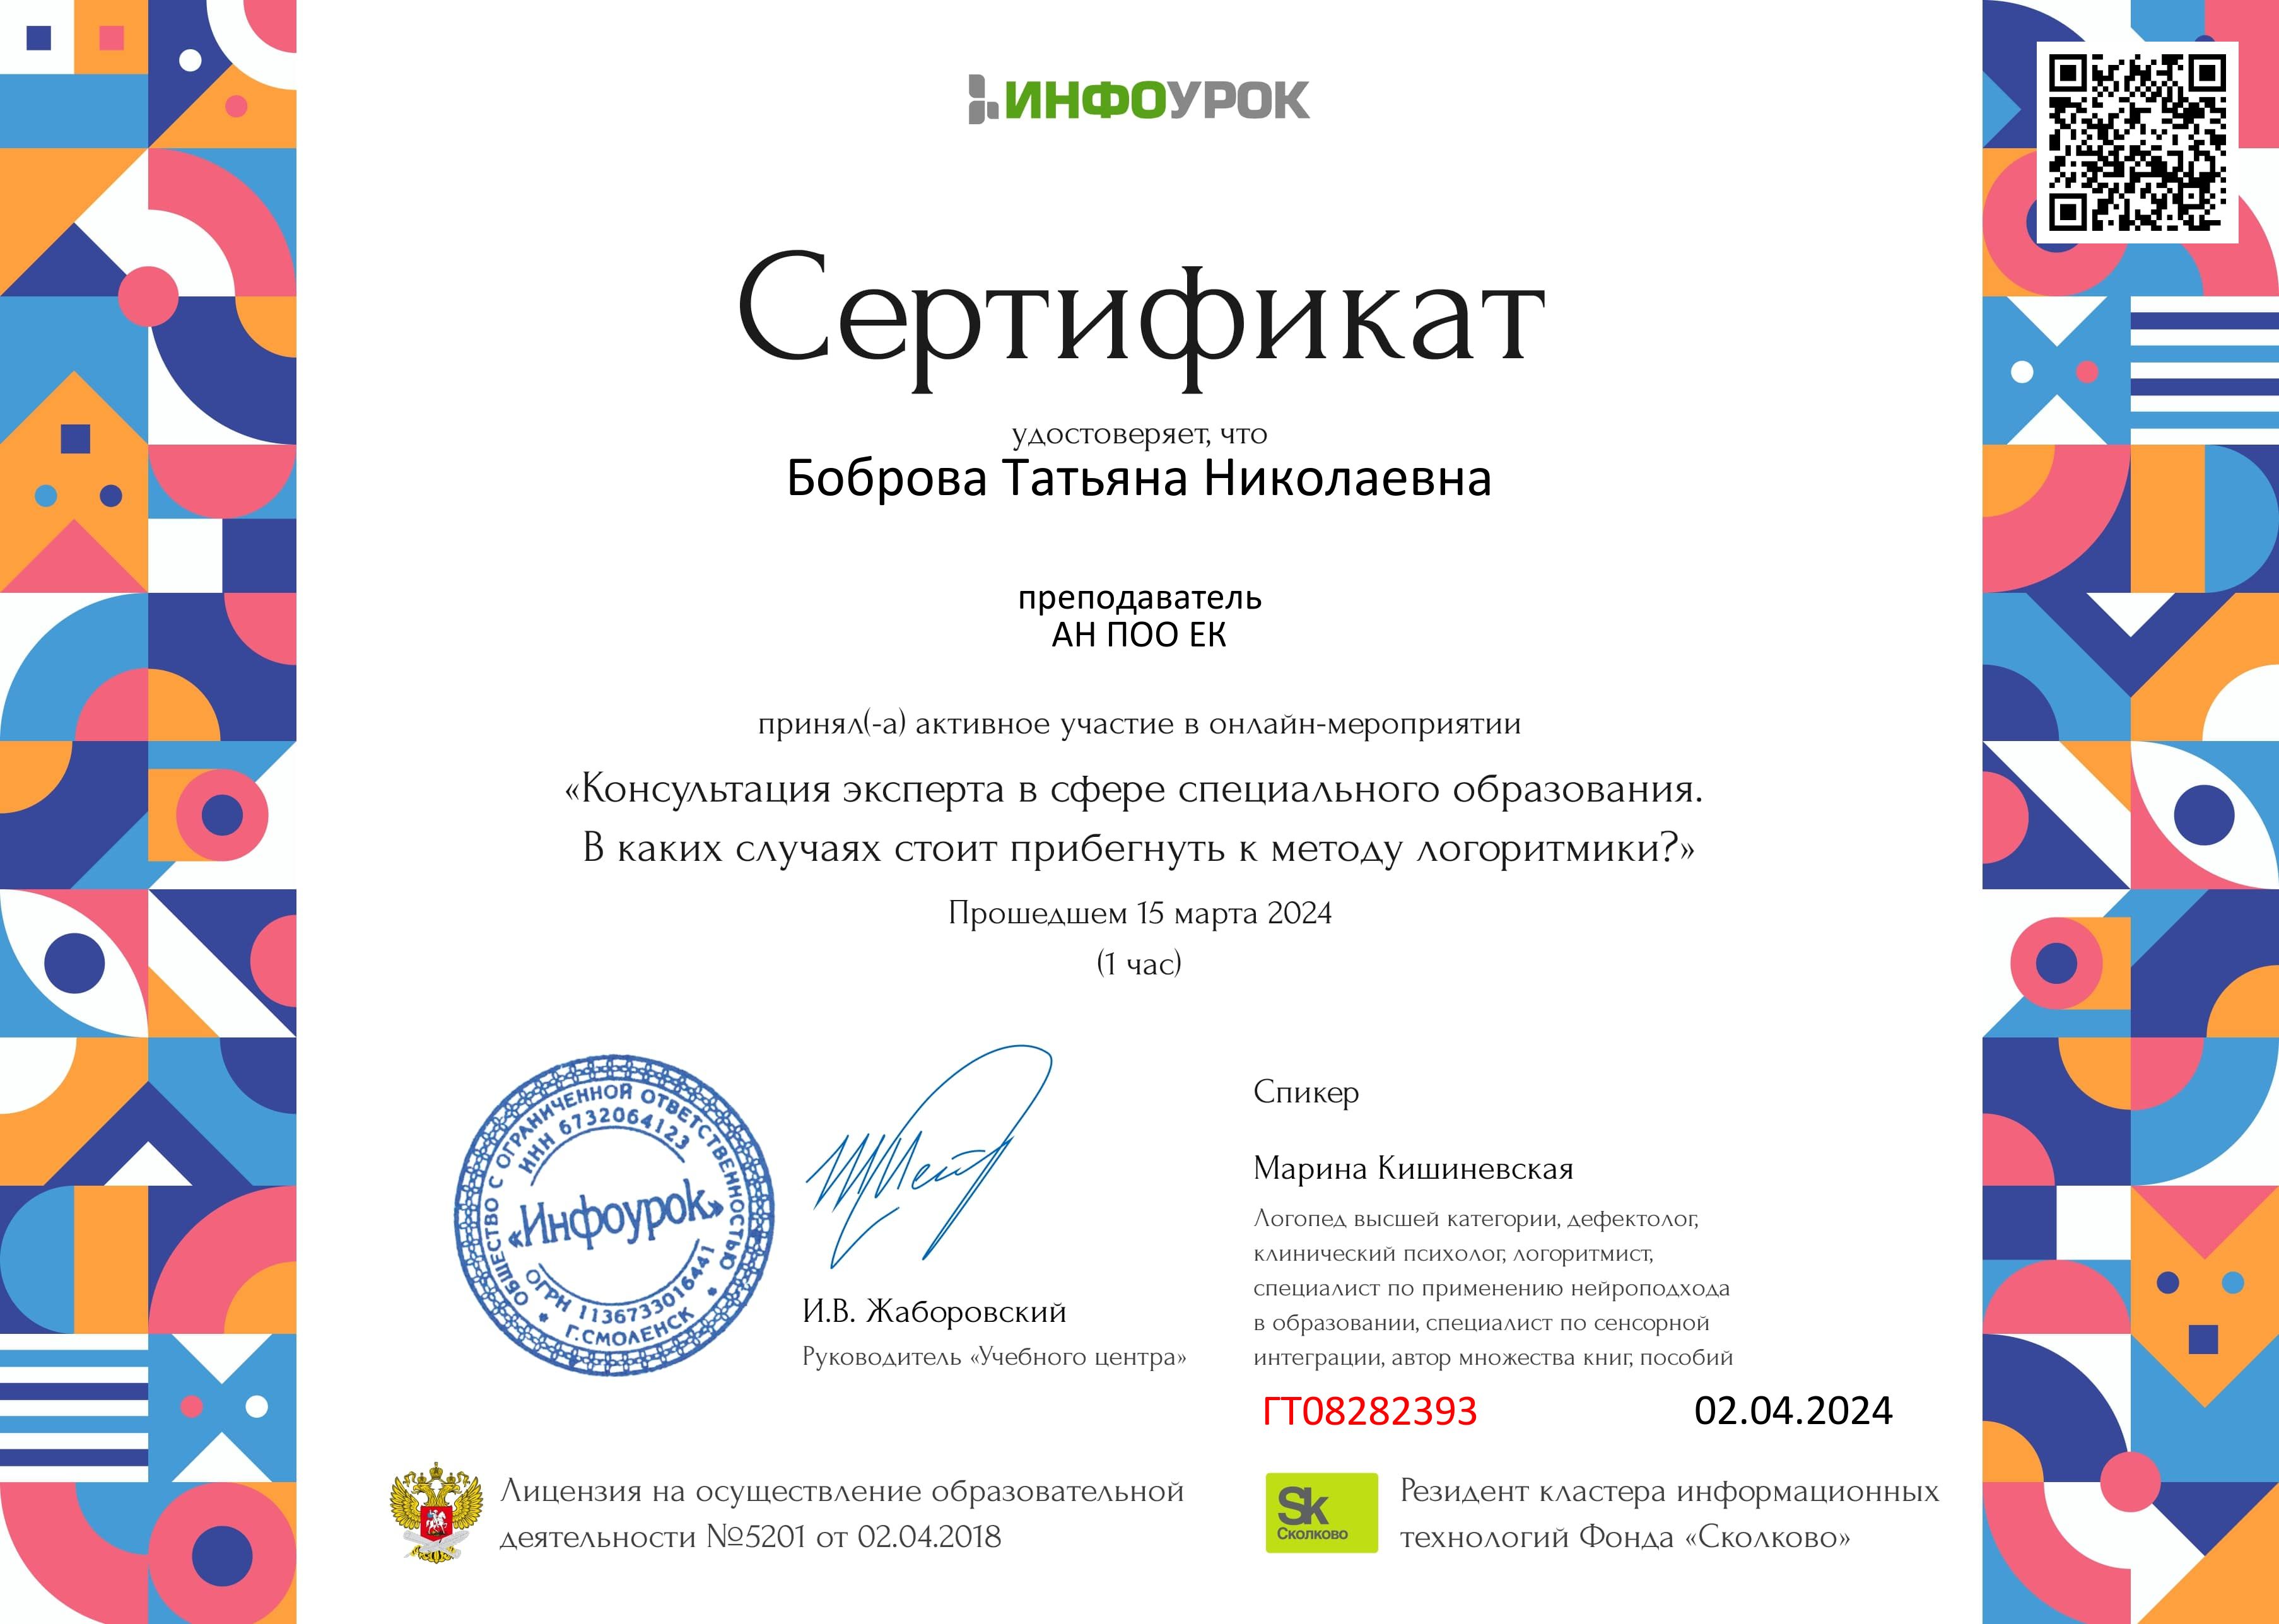 ИНФОУРОК
Сертификат
удостоверяет, что
Боброва Татьяна Николаевна
преподаватель
АН ПОО ЕК
принял(-а) активное участие в онлайн-мероприятии
«Консультация эксперта в сфере специального образования.
В каких случаях стоит прибегнуть к методу логоритмики?»
Прошедшем 15 марта 2024
(1 час)
ОБЩЕСТВО С ОГРАНИЧЕННОЙ ОТВЕТСТВЕННОСТЬЮ
ИНН 6732064123
«Инфоурок»
ОГРН 1136733016441
* Г.СМОЛЕНСК *
И.В. Жаборовский
Руководитель «Учебного центра»
Спикер
Марина Кишиневская
Логопед высшей категории, дефектолог,
клинический психолог, логоритмист,
специалист по применению нейроподхода
в образовании, специалист по сенсорной
интеграции, автор множества книг, пособий
ГТ08282393
02.04.2024
Лицензия на осуществление образовательной
деятельности №5201 от 02.04.2018
Sk
Сколково
Резидент кластера информационных
технологий Фонда «Сколково»